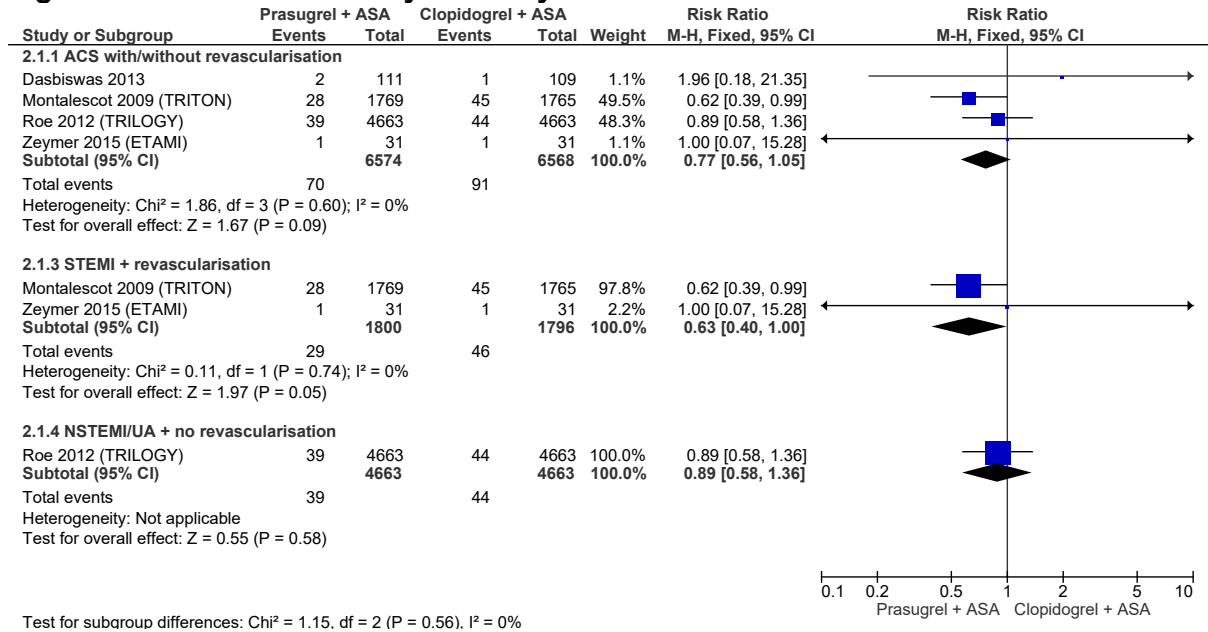 Prasugrel + ASA Clopidogrel + ASA Risk Ratio Risk Ratio
Study or Subgroup Events Total Events Total Weight M-H, Fixed, 95% CI M-H, Fixed, 95% CI
2.1.1 ACS with/without revascularisation
Dasbiswas 2013 2 111 1 109 1.1% 1.96 [0.18, 21.35]
Montalescot 2009 (TRITON) 28 1769 45 1765 49.5% 0.62 [0.39, 0.99]
Roe 2012 (TRILOGY) 39 4663 44 4663 48.3% 0.89 [0.58, 1.36]
Zeymer 2015 (ETAMI) 1 31 1 31 1.1% 1.00 [0.07, 15.28]
Subtotal (95% CI) 6574 6568 100.0% 0.77 [0.56, 1.05]
Total events 70 91
Heterogeneity: Chi² = 1.86, df = 3 (P = 0.60); I² = 0%
Test for overall effect: Z = 1.67 (P = 0.09)
2.1.3 STEMI + revascularisation
Montalescot 2009 (TRITON) 28 1769 45 1765 97.8% 0.62 [0.39, 0.99]
Zeymer 2015 (ETAMI) 1 31 1 31 2.2% 1.00 [0.07, 15.28]
Subtotal (95% CI) 1800 1796 100.0% 0.63 [0.40, 1.00]
Total events 29 46
Heterogeneity: Chi² = 0.11, df = 1 (P = 0.74); I² = 0%
Test for overall effect: Z = 1.97 (P = 0.05)
2.1.4 NSTEMI/UA + no revascularisation
Roe 2012 (TRILOGY) 39 4663 44 4663 100.0% 0.89 [0.58, 1.36]
Subtotal (95% CI) 4663 4663 100.0% 0.89 [0.58, 1.36]
Total events 39 44
Heterogeneity: Not applicable
Test for overall effect: Z = 0.55 (P = 0.58)
0.1 0.2 0.5 1 2 5 10
Prasugrel + ASA Clopidogrel + ASA
Test for subgroup differences: Chi² = 1.15, df = 2 (P = 0.56), I² = 0%